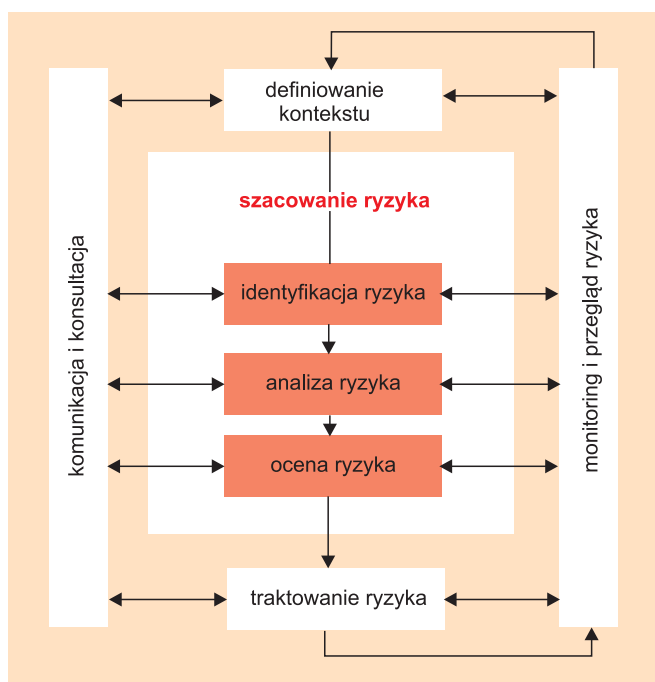 definiowanie
kontekstu
szacowanie ryzyka
identyfikacja ryzyka
analiza ryzyka
ocena ryzyka
traktowanie ryzyka
komunikacja i konsultacja
monitoring i przegląd ryzyka